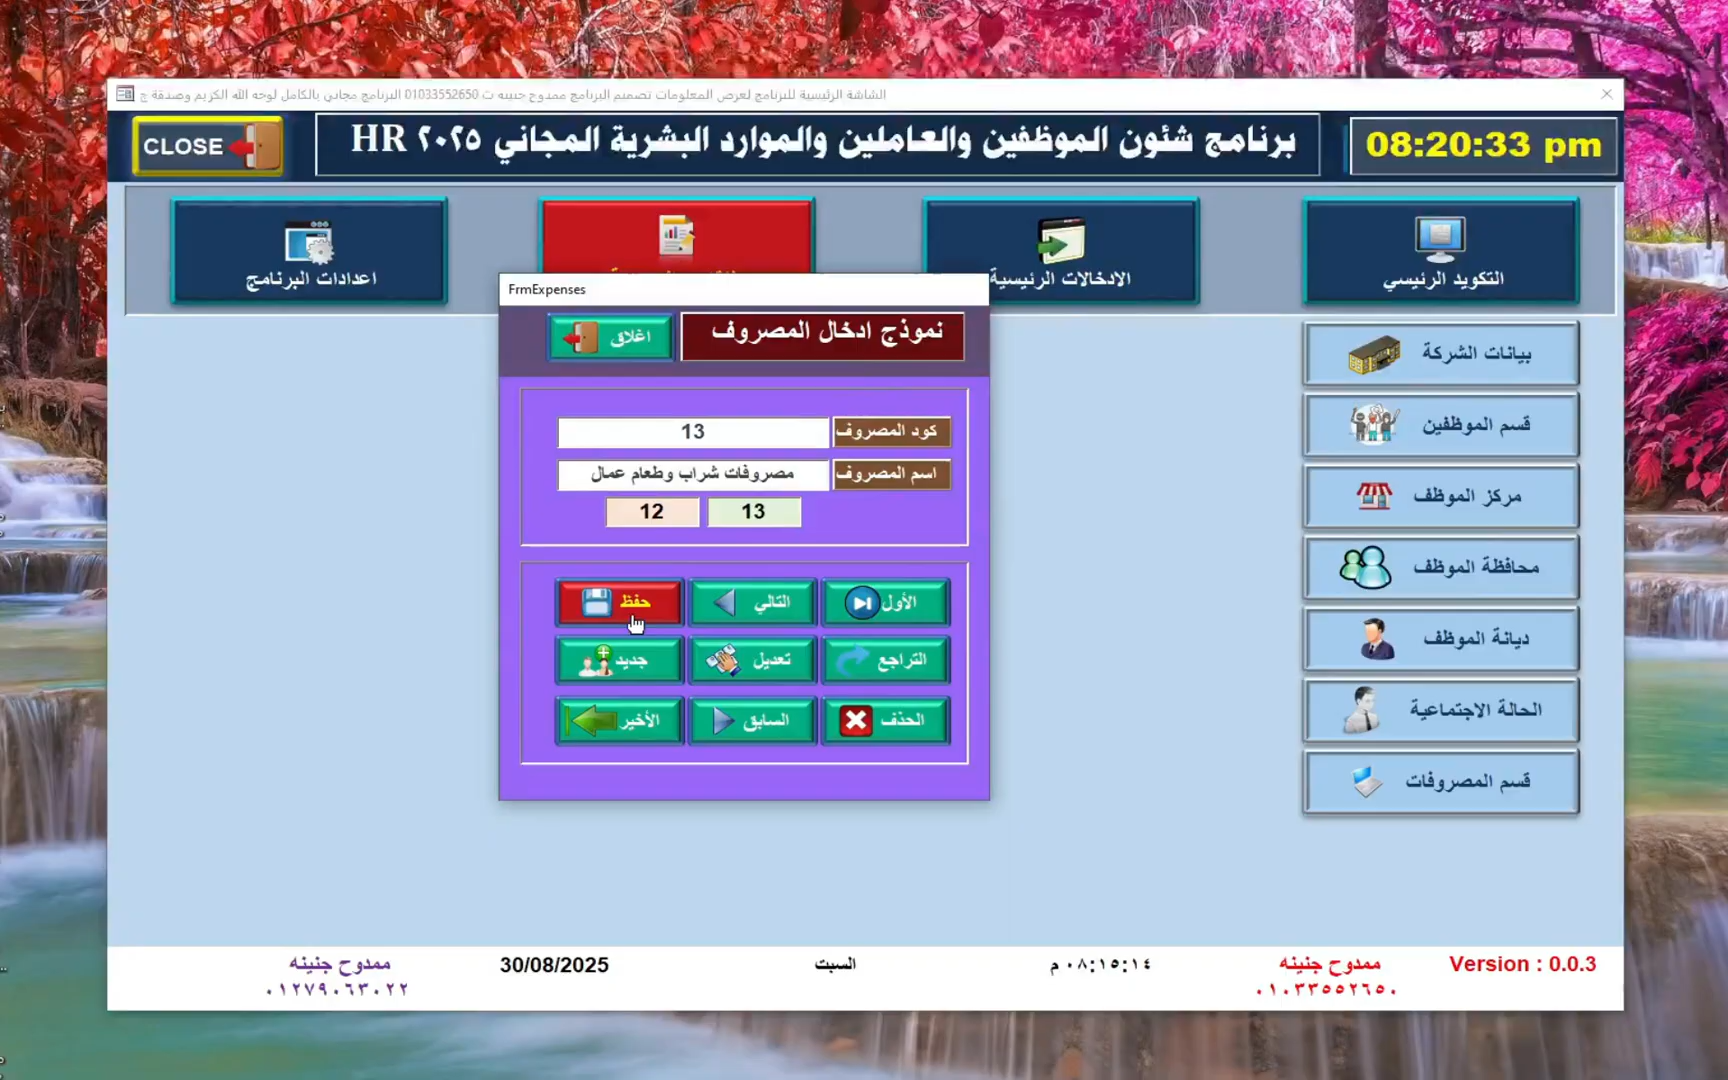 الشاشة الرئيسية للبرنامج لعرض المعلومات تصميم البرنامج ممدوح جنينه ت 01033552650 البرنامج مجاني بالكامل لوجه الله الكريم وصدقة ج
08:20:33 pm
برنامج شئون الموظفين والعاملين والموارد البشرية المجاني HR ٢٠٢٥
CLOSE
التكويد الرئيسي
الادخالات الرئيسية
اعدادات البرنامج
FrmExpenses
نموذج ادخال المصروف
اغلاق
كود المصروف
13
اسم المصروف
مصروفات شراب وطعام عمال
13
12
الأول
التالي
حفظ
التراجع
تعديل
جديد
الحذف
السابق
الأخير
بيانات الشركة
قسم الموظفين
مركز الموظف
محافظة الموظف
ديانة الموظف
الحالة الاجتماعية
قسم المصروفات
Version : 0.0.3
ممدوح جنينه
٠١٠٣٣٥٥٢٦٥٠
٠٨:١٥:١٤ م
السبت
30/08/2025
ممدوح جنينه
٠١٢٧٩٠٦٣٠٢٢